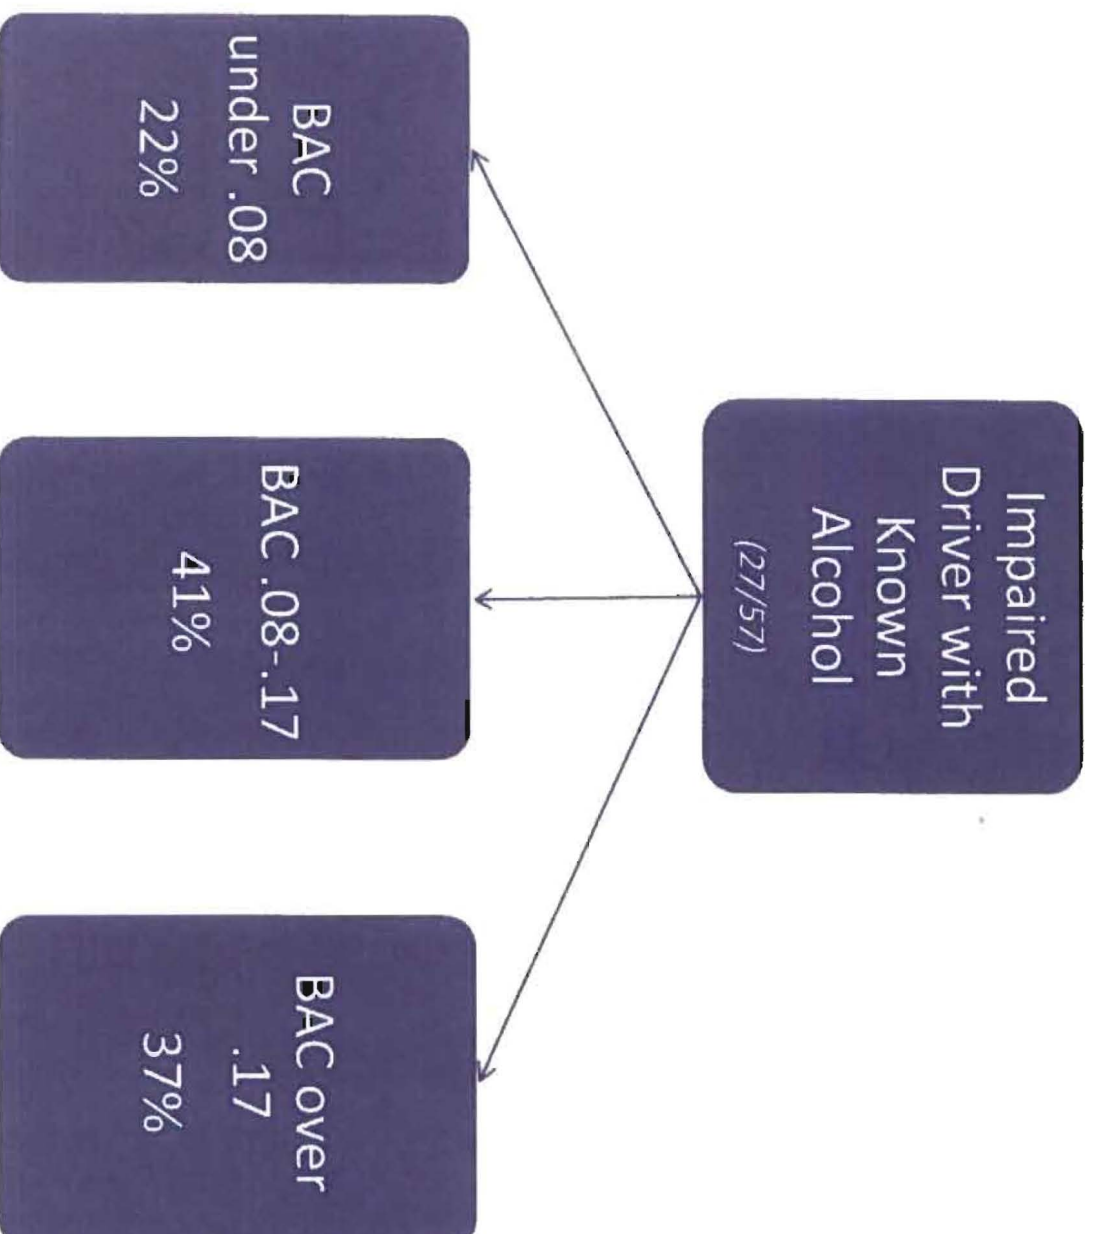 Impaired
Driver with
Known
Alcohol
(27/57)
BAC
under .08
22%
BAC .08-.17
41%
BAC over
.17
37%